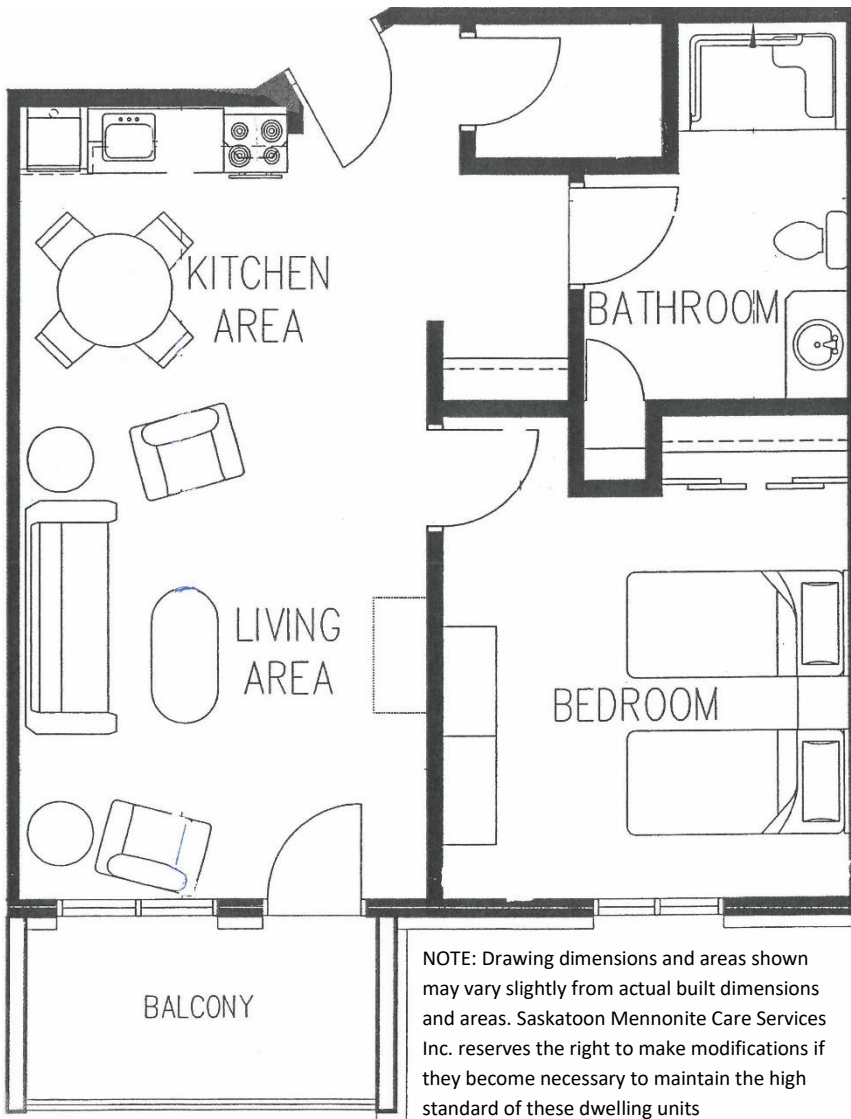 KITCHEN
AREA
BATHROOM
LIVING
AREA
BEDROOM
BALCONY
NOTE: Drawing dimensions and areas shown
may vary slightly from actual built dimensions
and areas. Saskatoon Mennonite Care Services
Inc. reserves the right to make modifications if
they become necessary to maintain the high
standard of these dwelling units